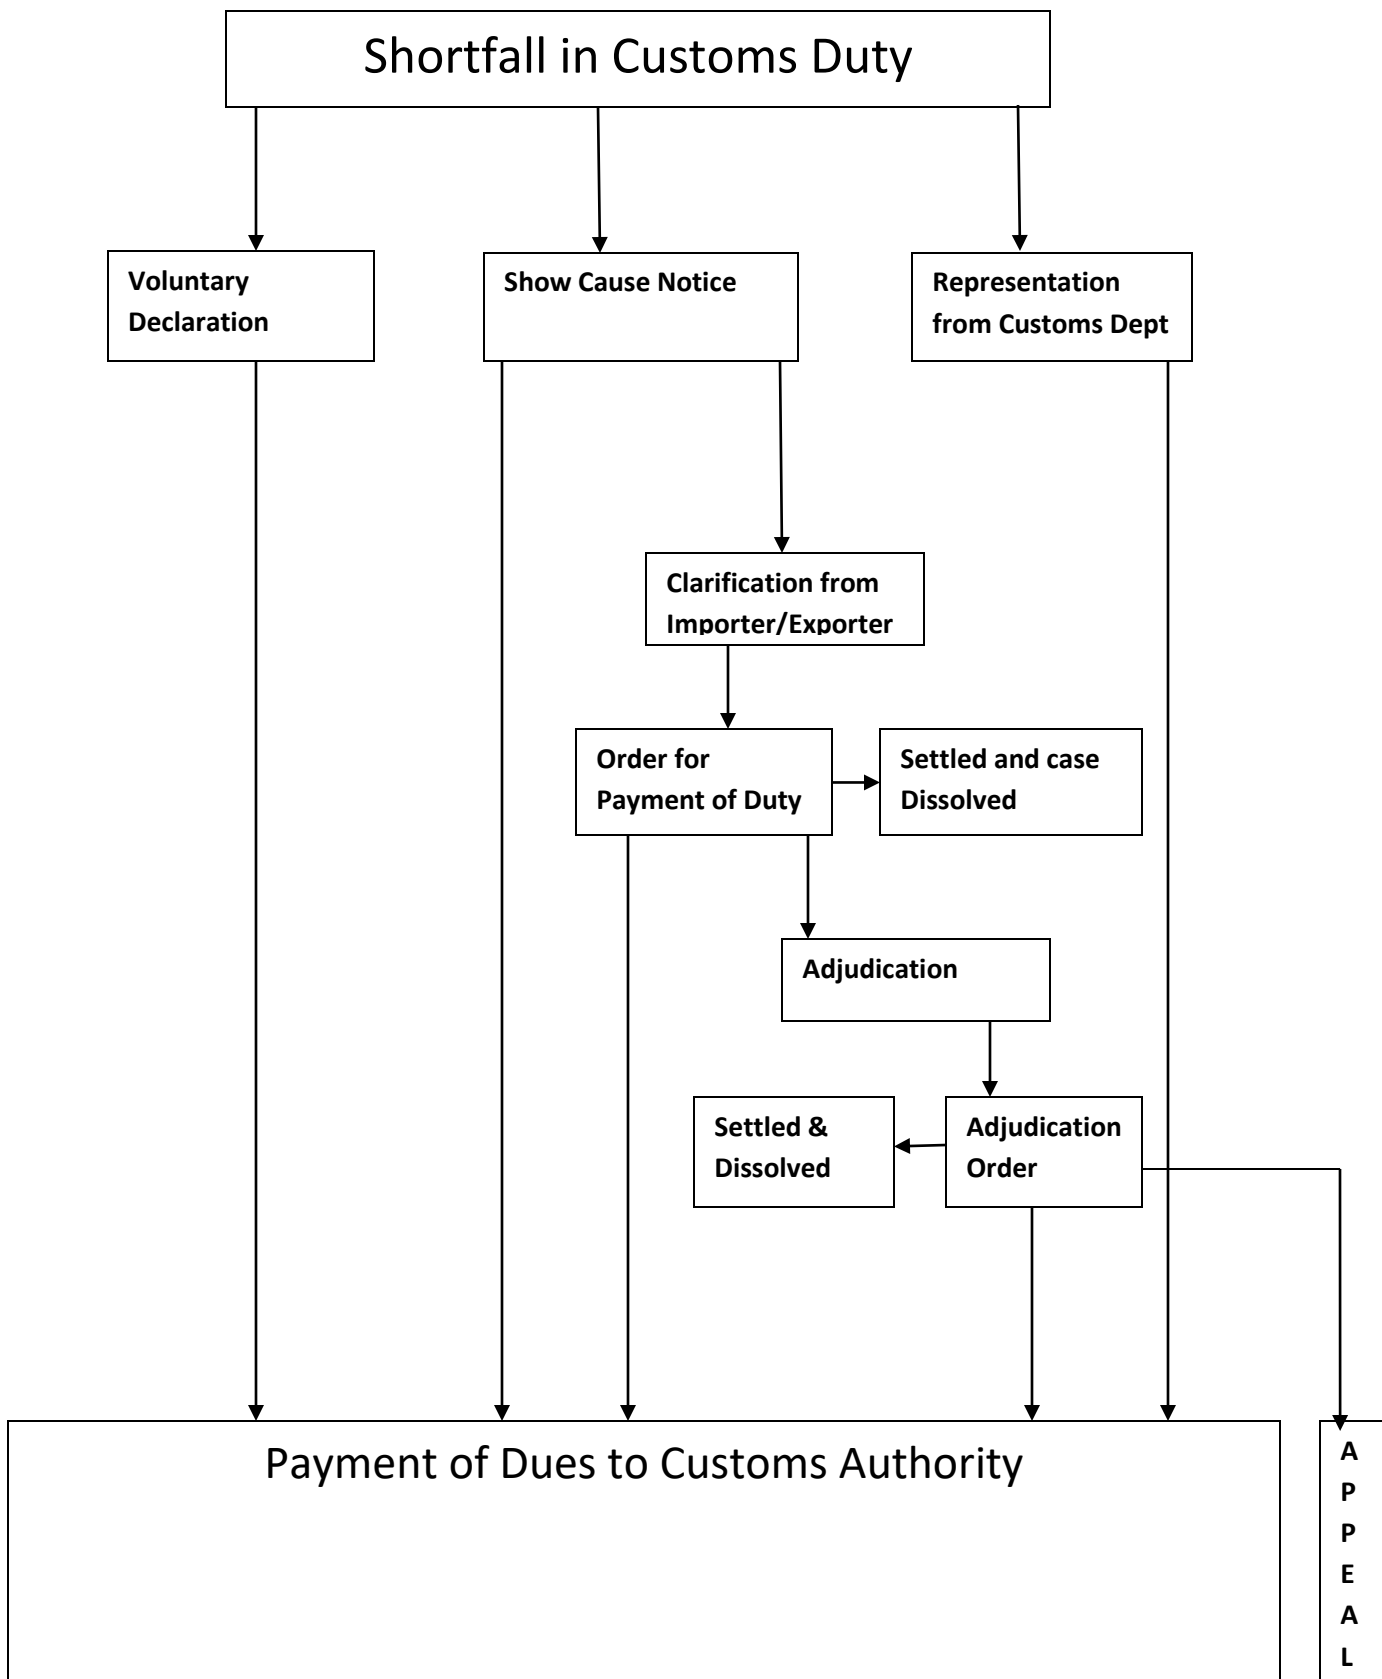 Shortfall in Customs Duty
Voluntary
Declaration
Show Cause Notice
Representation
from Customs Dept
Clarification from
Importer/Exporter
Order for
Payment of Duty
Settled and case
Dissolved
Adjudication
Settled &
Dissolved
Adjudication
Order
Payment of Dues to Customs Authority
A
P
P
E
A
L